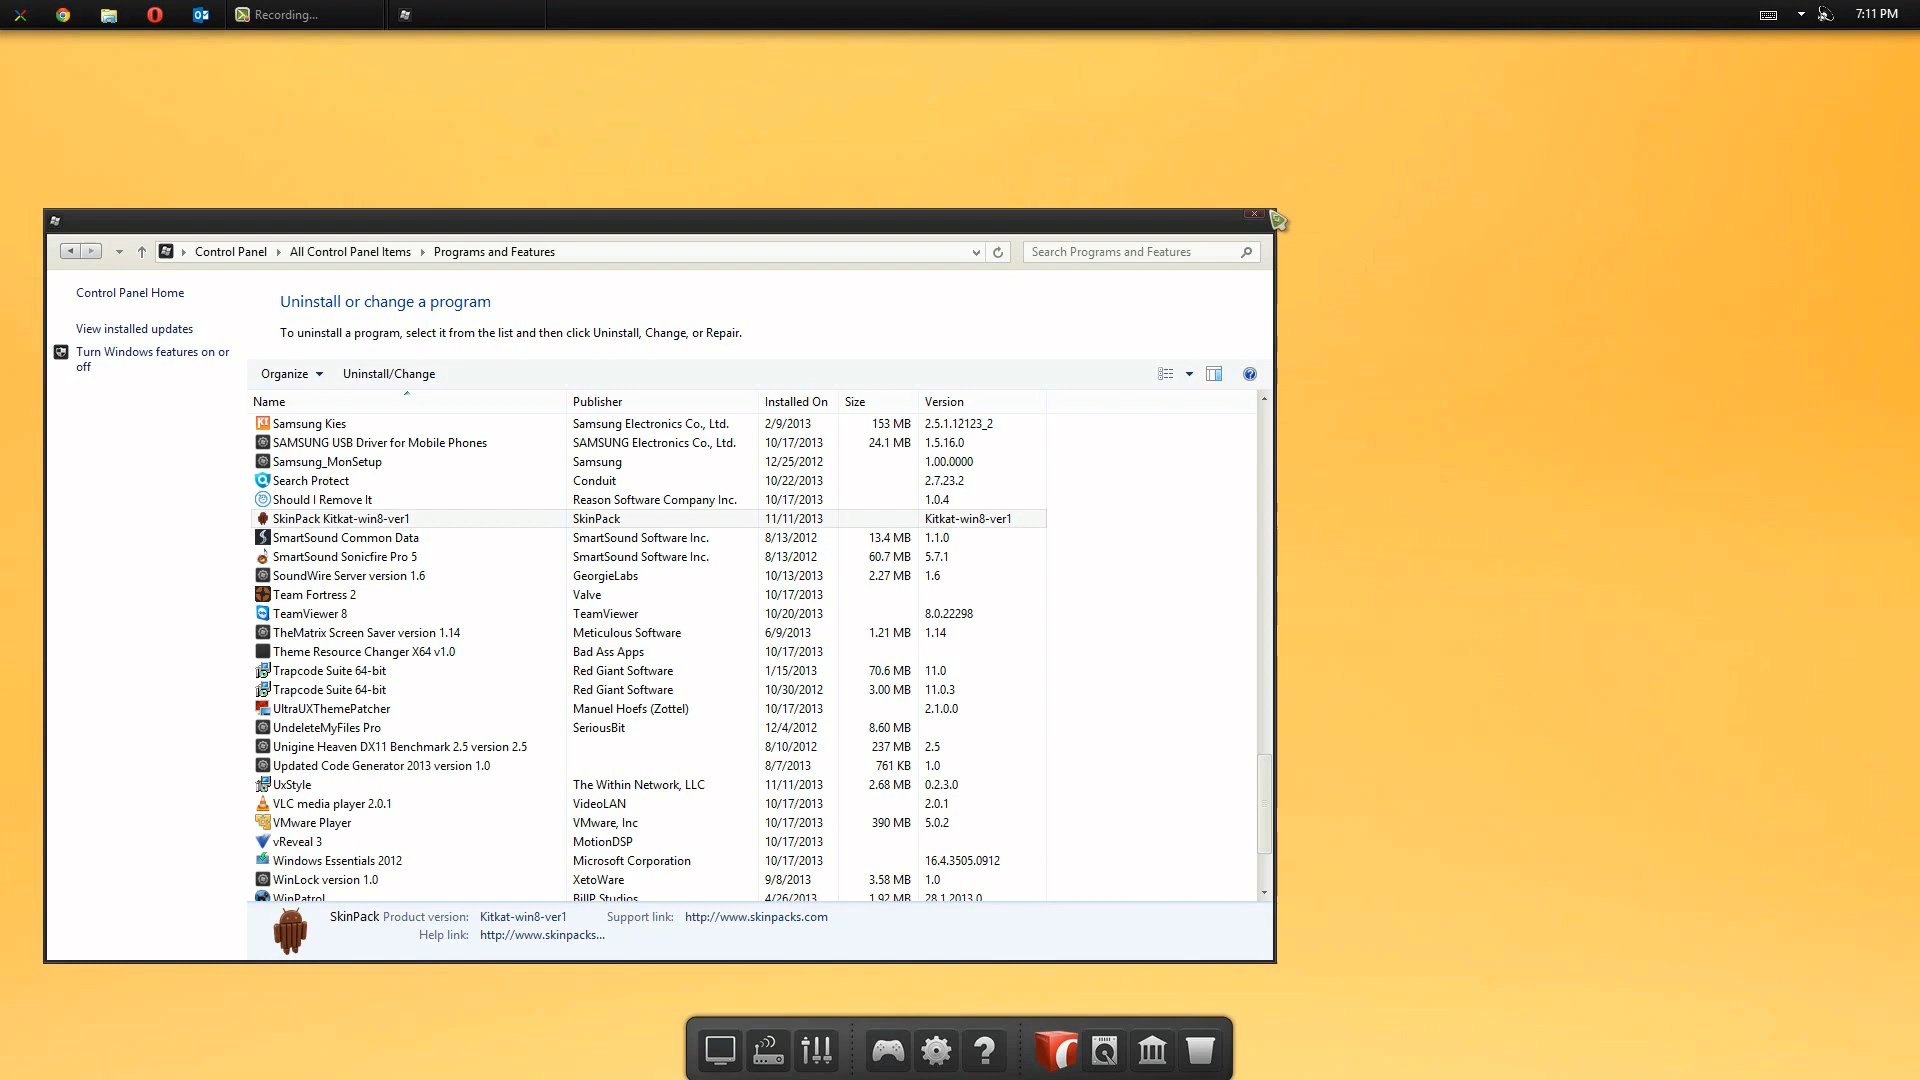 Recording...
7:11 PM
Control Panel All Control Panel Items Programs and Features
Search Programs and Features
Control Panel Home
View installed updates
Turn Windows features on or off
Uninstall or change a program
To uninstall a program, select it from the list and then click Uninstall, Change, or Repair.
Organize Uninstall/Change
Name Publisher Installed On Size Version
Samsung Kies Samsung Electronics Co., Ltd. 2/9/2013 153 MB 2.5.1.12123_2
SAMSUNG USB Driver for Mobile Phones SAMSUNG Electronics Co., Ltd. 10/17/2013 24.1 MB 1.5.16.0
Samsung_MonSetup Samsung 12/25/2012 1.00.0000
Search Protect Conduit 10/22/2013 2.7.23.2
Should I Remove It Reason Software Company Inc. 10/17/2013 1.0.4
SkinPack Kitkat-win8-ver1 SkinPack 11/11/2013 Kitkat-win8-ver1
SmartSound Common Data SmartSound Software Inc. 8/13/2012 13.4 MB 1.1.0
SmartSound Sonicfire Pro 5 SmartSound Software Inc. 8/13/2012 60.7 MB 5.7.1
SoundWire Server version 1.6 GeorgieLabs 10/13/2013 2.27 MB 1.6
Team Fortress 2 Valve 10/17/2013
TeamViewer 8 TeamViewer 10/20/2013 8.0.22298
TheMatrix Screen Saver version 1.14 Meticulous Software 6/9/2013 1.21 MB 1.14
Theme Resource Changer X64 v1.0 Bad Ass Apps 10/17/2013
Trapcode Suite 64-bit Red Giant Software 1/15/2013 70.6 MB 11.0
Trapcode Suite 64-bit Red Giant Software 10/30/2012 3.00 MB 11.0.3
UltraUXThemePatcher Manuel Hoefs (Zottel) 10/17/2013 2.1.0.0
UndeleteMyFiles Pro SeriousBit 12/4/2012 8.60 MB
Unigine Heaven DX11 Benchmark 2.5 version 2.5 8/10/2012 237 MB 2.5
Updated Code Generator 2013 version 1.0 8/7/2013 761 KB 1.0
UxStyle The Within Network, LLC 11/11/2013 2.68 MB 0.2.3.0
VLC media player 2.0.1 VideoLAN 10/17/2013 2.0.1
VMware Player VMware, Inc 10/17/2013 390 MB 5.0.2
vReveal 3 MotionDSP 10/17/2013
Windows Essentials 2012 Microsoft Corporation 10/17/2013 16.4.3505.0912
WinLock version 1.0 XetoWare 9/8/2013 3.58 MB 1.0
WinPatrol BillP Studios 4/26/2013 1.92 MB 28.1.2013.0
SkinPack Product version: Kitkat-win8-ver1 Support link: http://www.skinpacks.com
Help link: http://www.skinpacks...